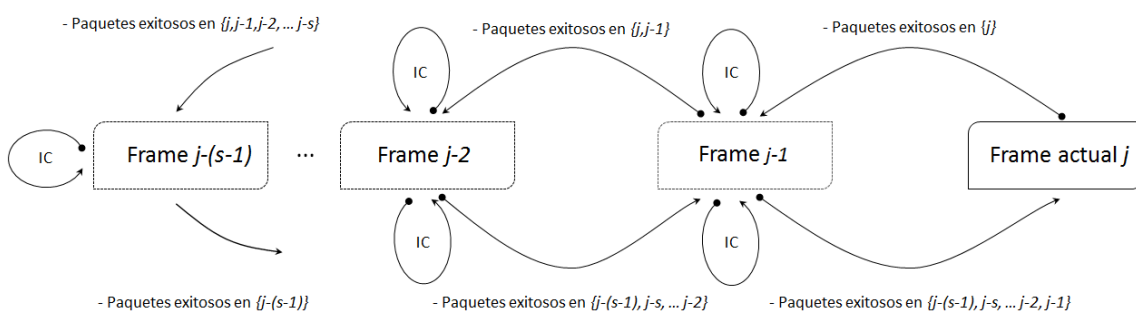 - Paquetes exitosos en {j,j-1,j-2, ... j-s}
- Paquetes exitosos en {j,j-1}
- Paquetes exitosos en {j}
IC
IC
IC
Frame j-(s-1)
...
Frame j-2
Frame j-1
Frame actual j
IC
IC
- Paquetes exitosos en {j-(s-1)}
- Paquetes exitosos en {j-(s-1), j-s, ... j-2}
- Paquetes exitosos en {j-(s-1), j-s, ... j-2, j-1}